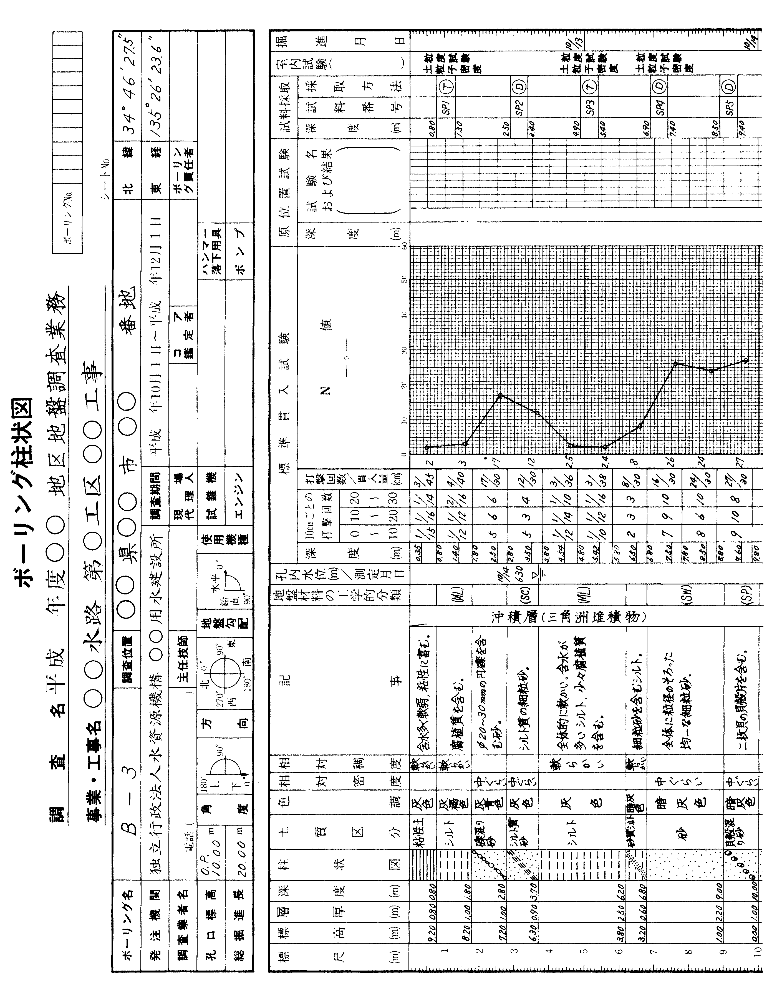 ボーリング柱状図
調 査 名 平成 年度〇〇 地区地盤調査業務
ボーリングNo.
事業・工事名 〇〇水路 第〇工区〇〇〇工事
シートNo.
ボーリング名 B-3 調査位置 〇〇〇県〇〇市〇〇 番地 北 緯 34° 46′ 27.5″
発 注 機 関 独立行政法人水資源機構 〇〇用水建設所 調査期間 平成 年10月1日~平成 年12月1日 東 経 135° 26′ 23.6″
調査業者名 電話( ) 主任技師 現場代理人 コア鑑定者 ボーリング責任者
孔 口 標 高 O.P. 10.00 m 角度 180° 上 下 0° 90° 方向 北 0° 90° 東 南 180° 西 270° 地盤勾配 鉛直 90° 水平 0° 使用機種 試錐機 ハンマー落下用具
総 掘 進 長 20.00 m エンジン ポンプ
標尺(m) 標高(m) 層厚(m) 深度(m) 柱状図 土質区分 色調 相対密度 相対稠度 記事 地盤材料の工学的分類 孔内水位(m)/測定月日
標準貫入試験 深度(m) 10cmごとの打撃回数 0~10 10~20 20~30 打撃回数/貫入量(cm) N値 —o—
0 10 20 30 40 50 60
原位置試験 深度(m) 試験名および結果( )
試料採取 深度(m) 試料番号 採取方法
室内試験( ) 掘進月日
1 2 3 4 5 6 7 8 9 10
9.20 0.80 0.80 粘性土 灰色 軟らかい 含水多く軟弱、粘性に富む。
8.20 1.00 1.80 シルト 灰褐色 軟らかい 腐植質を含む。 (ML)
7.20 1.00 2.80 礫混り砂 灰青色 中ぐらい φ20~30mmの円礫を含む砂。
6.30 0.90 3.70 シルト質砂 灰色 中ぐらい シルト質の細粒砂。 (SC)
3.80 2.50 6.20 シルト 灰色 軟らかい 全体的に軟かい、含水が多いシルト、少々腐植質を含む。 (ML)
3.20 0.60 6.80 砂質シルト 暗灰色 軟らかい 細粒砂を含むシルト。
1.00 2.20 9.00 砂 暗灰色 中ぐらい 全体に粒径のそろった均一な細粒砂。 (SW)
0.00 1.00 10.00 貝殻混り砂 暗灰色 中ぐらい 二枚貝の貝殻片を含む。 (SP)
沖積層(三角洲堆積物)
10/4 6.30
0.35 0.80 1/15 1/16 1/14 3/45 2
1.40 1.80 1/12 1/12 2/16 4/40 3
2.50 2.80 5 6 6 17/30 17
3.50 3.80 5 3 4 12/30 12
4.54 4.80 1/12 1/14 1/10 3/36 2.5
5.42 5.80 1/10 1/12 1/16 3/38 2.4
6.50 6.80 2 3 3 8/30 8
7.50 7.80 7 9 10 16/30 26
8.50 8.80 8 6 10 24/30 24
9.60 9.80 9 10 8 27/30 27
0.80 1.30 SP1 T 土粒子密度 粒度試験
2.50 SP2 D
4.90 5.40 SP3 T 土粒子密度 粒度試験
6.90 7.40 SP4 D 土粒子密度 粒度試験
8.50 9.40 SP5 D
10/13
10/14